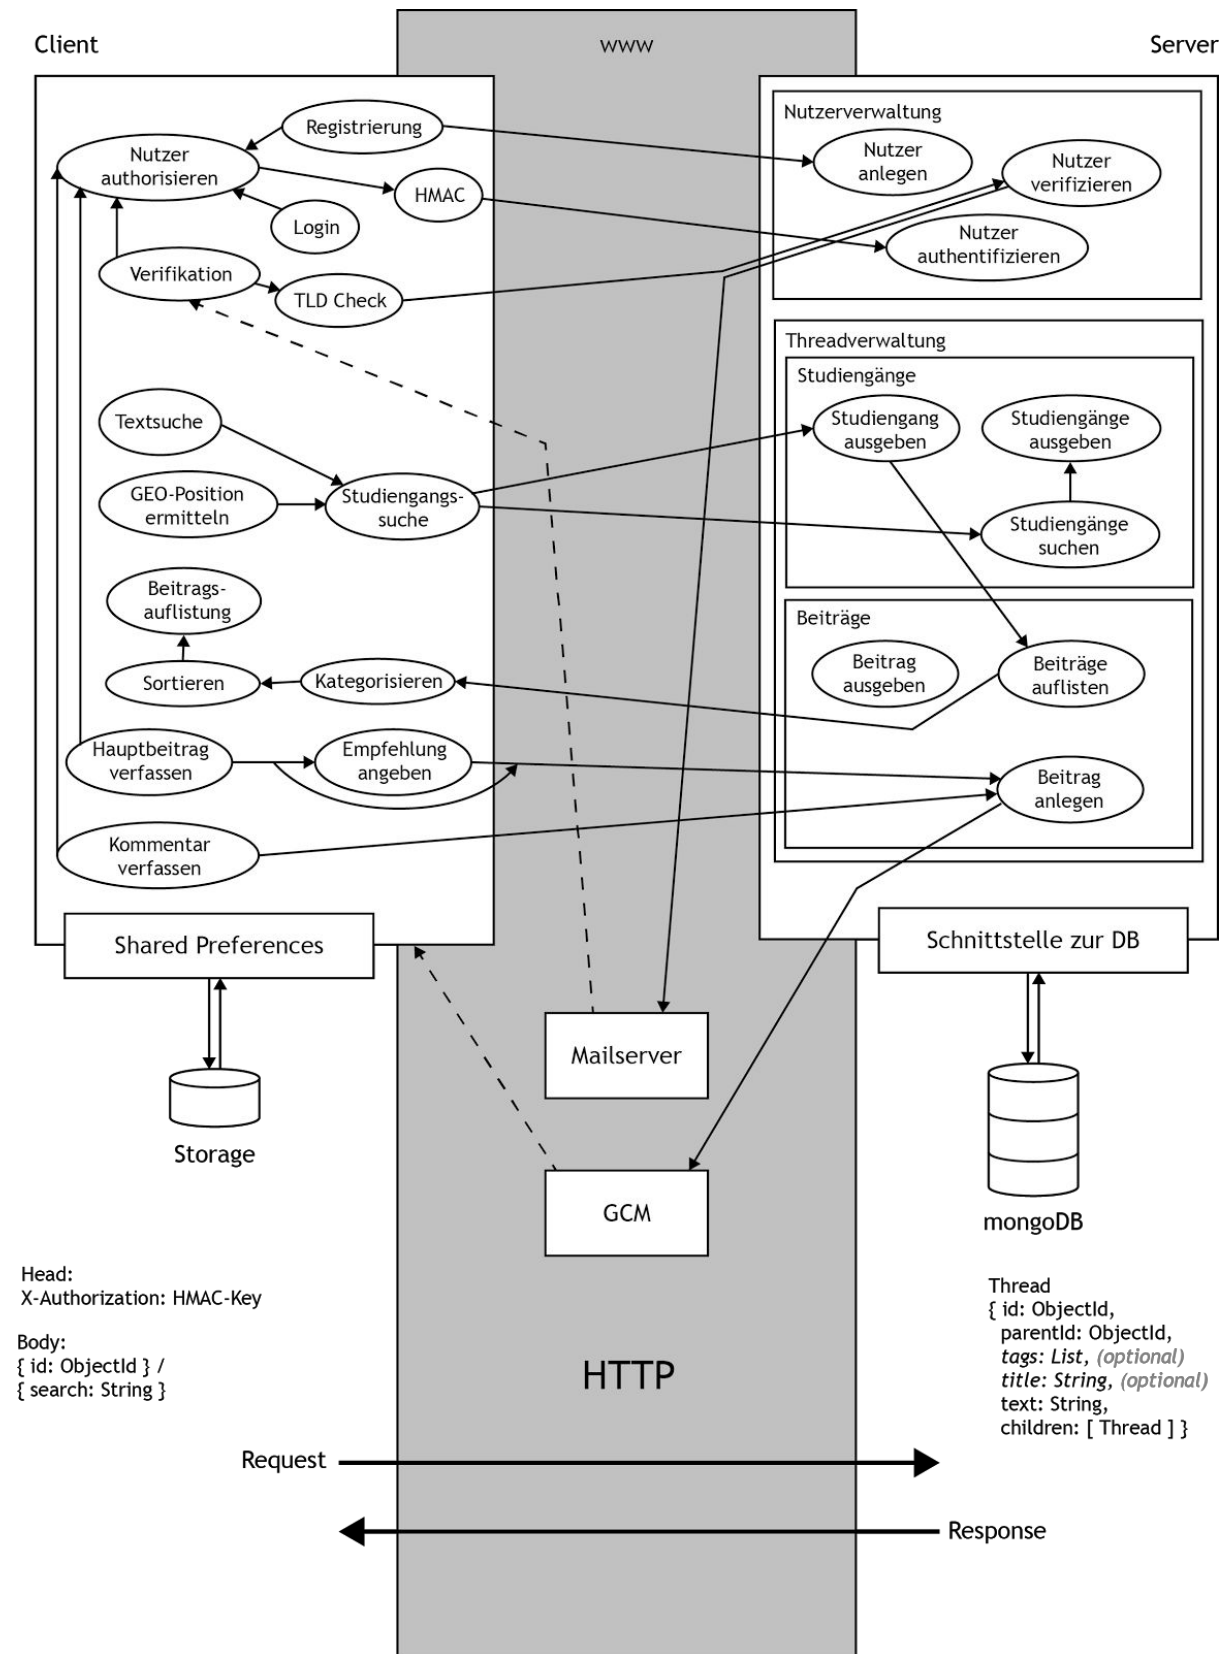 Client
www
Server
Nutzerverwaltung
Registrierung
Nutzer
anlegen
Nutzer
authorisieren
Nutzer
verifizieren
HMAC
Login
Nutzer
authentifizieren
Verifikation
TLD Check
Threadverwaltung
Studiengänge
Textsuche
Studiengang
ausgeben
Studiengänge
ausgeben
GEO-Position
ermitteln
Studiengangs-
suche
Studiengänge
suchen
Beitrags-
auflistung
Beiträge
Sortieren
Kategorisieren
Beitrag
ausgeben
Beiträge
auflisten
Hauptbeitrag
verfassen
Empfehlung
angeben
Beitrag
anlegen
Kommentar
verfassen
Shared Preferences
Schnittstelle zur DB
Mailserver
Storage
GCM
mongoDB
Head:
X-Authorization: HMAC-Key
Body:
{ id: ObjectId } /
{ search: String }
HTTP
Thread
{ id: ObjectId,
parentId: ObjectId,
tags: List, (optional)
title: String, (optional)
text: String,
children: [ Thread ] }
Request
Response